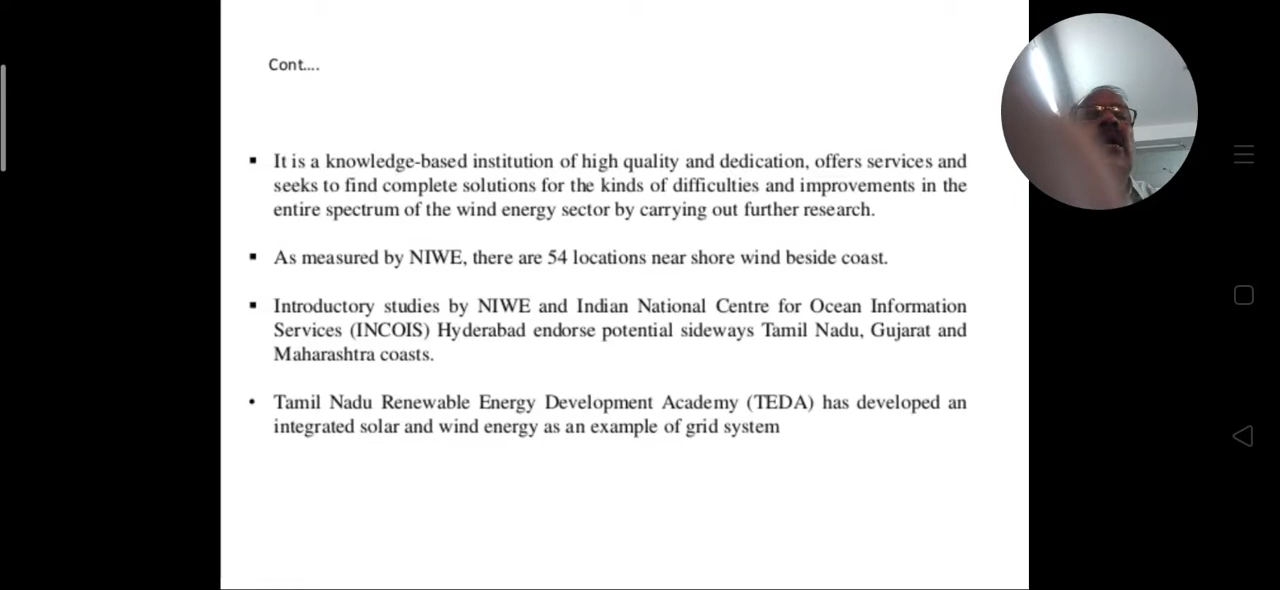 Cont....
▪ It is a knowledge-based institution of high quality and dedication, offers services and
seeks to find complete solutions for the kinds of difficulties and improvements in the
entire spectrum of the wind energy sector by carrying out further research.
▪ As measured by NIWE, there are 54 locations near shore wind beside coast.
▪ Introductory studies by NIWE and Indian National Centre for Ocean Information
Services (INCOIS) Hyderabad endorse potential sideways Tamil Nadu, Gujarat and
Maharashtra coasts.
• Tamil Nadu Renewable Energy Development Academy (TEDA) has developed an
integrated solar and wind energy as an example of grid system